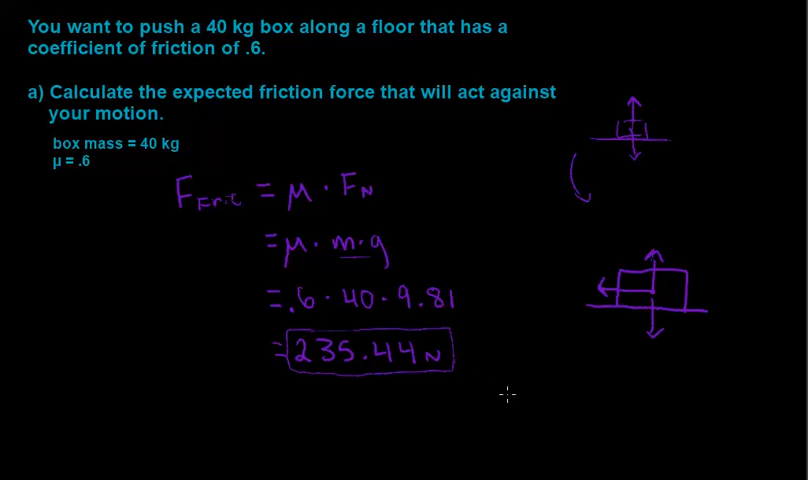 You want to push a 40 kg box along a floor that has a
coefficient of friction of .6.
a) Calculate the expected friction force that will act against
your motion.
box mass = 40 kg
μ = .6
F Frit = μ · F N
= μ · m · g
= .6 · 40 · 9.81
= 235.44 N